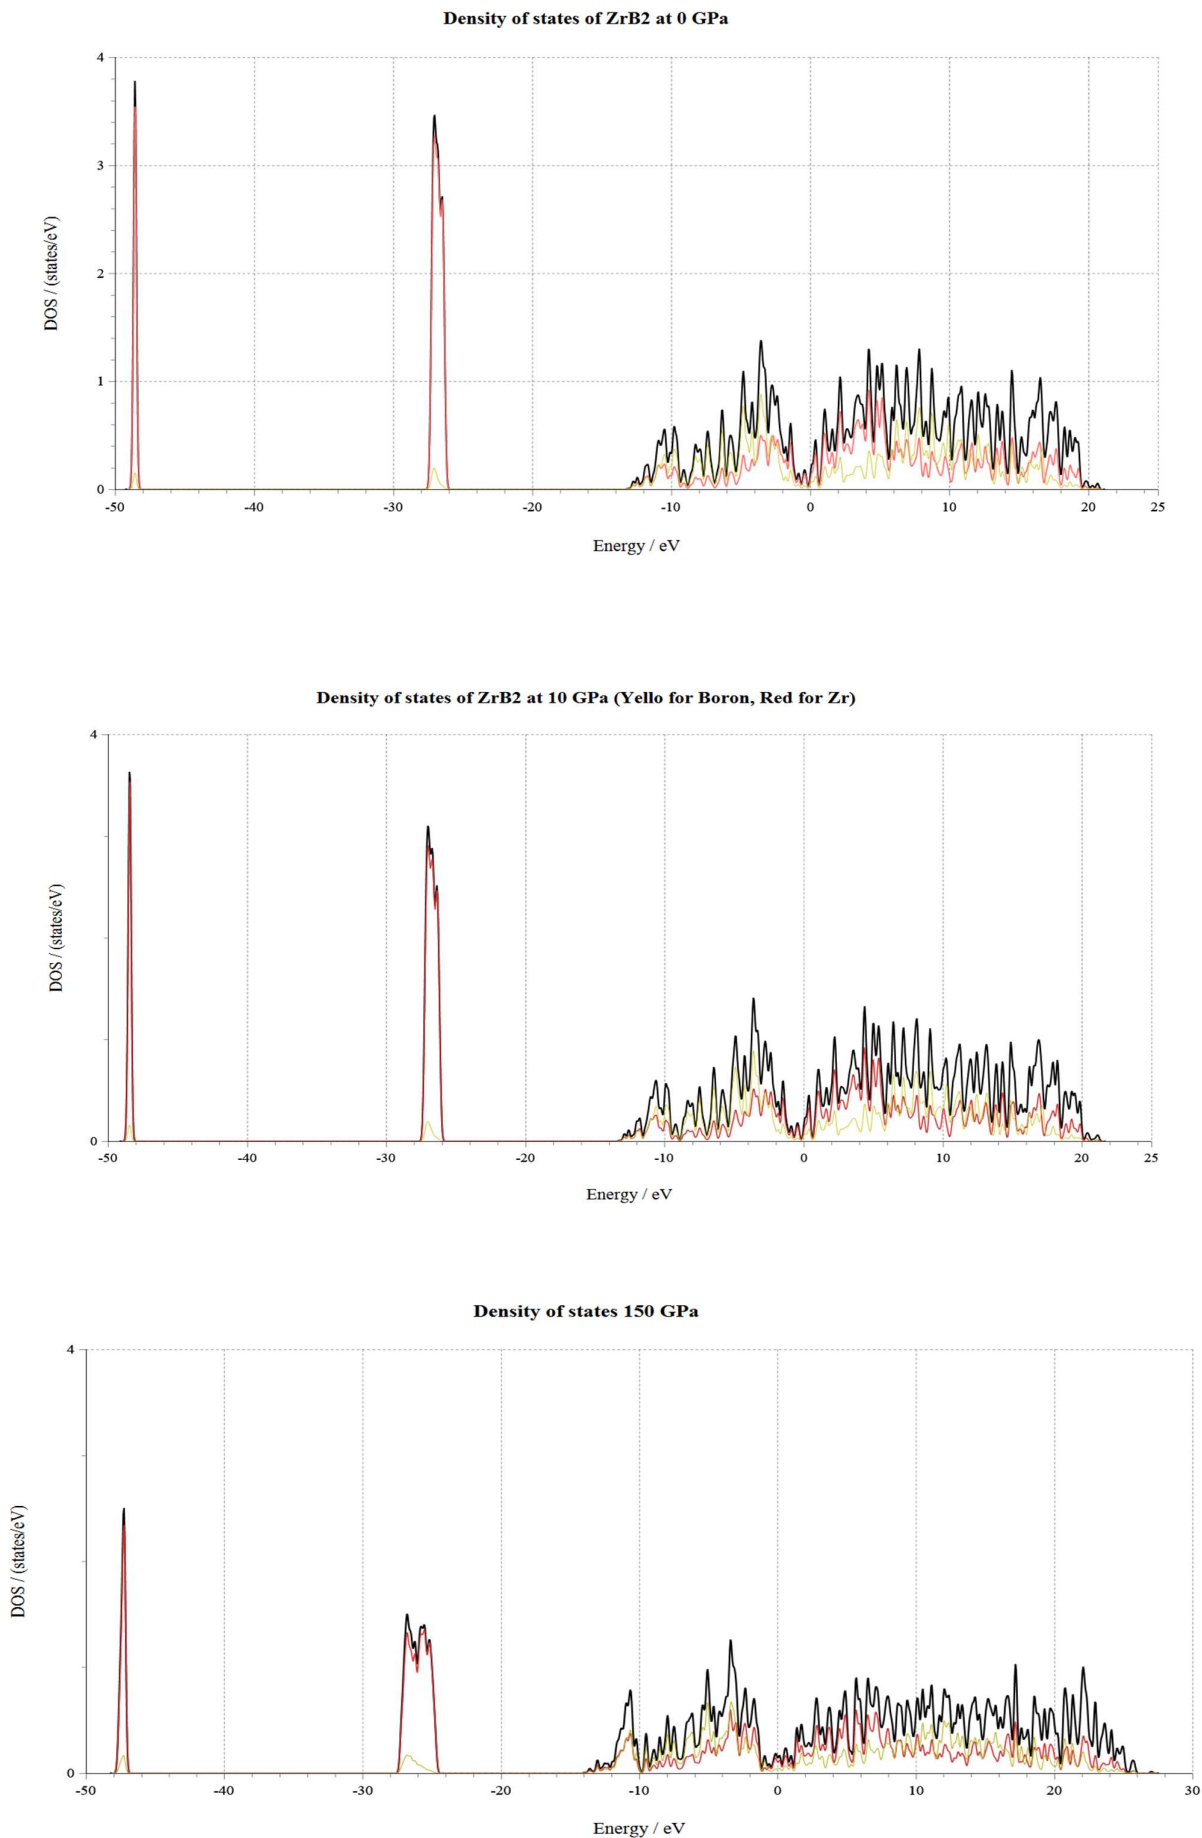 Density of states of ZrB2 at 0 GPa
4
3
2
1
0
DOS / (states/eV)
-50 -40 -30 -20 -10 0 10 20 25
Energy / eV
Density of states of ZrB2 at 10 GPa (Yello for Boron, Red for Zr)
4
0
DOS / (states/eV)
-50 -40 -30 -20 -10 0 10 20 25
Energy / eV
Density of states 150 GPa
4
0
DOS / (states/eV)
-50 -40 -30 -20 -10 0 10 20 30
Energy / eV